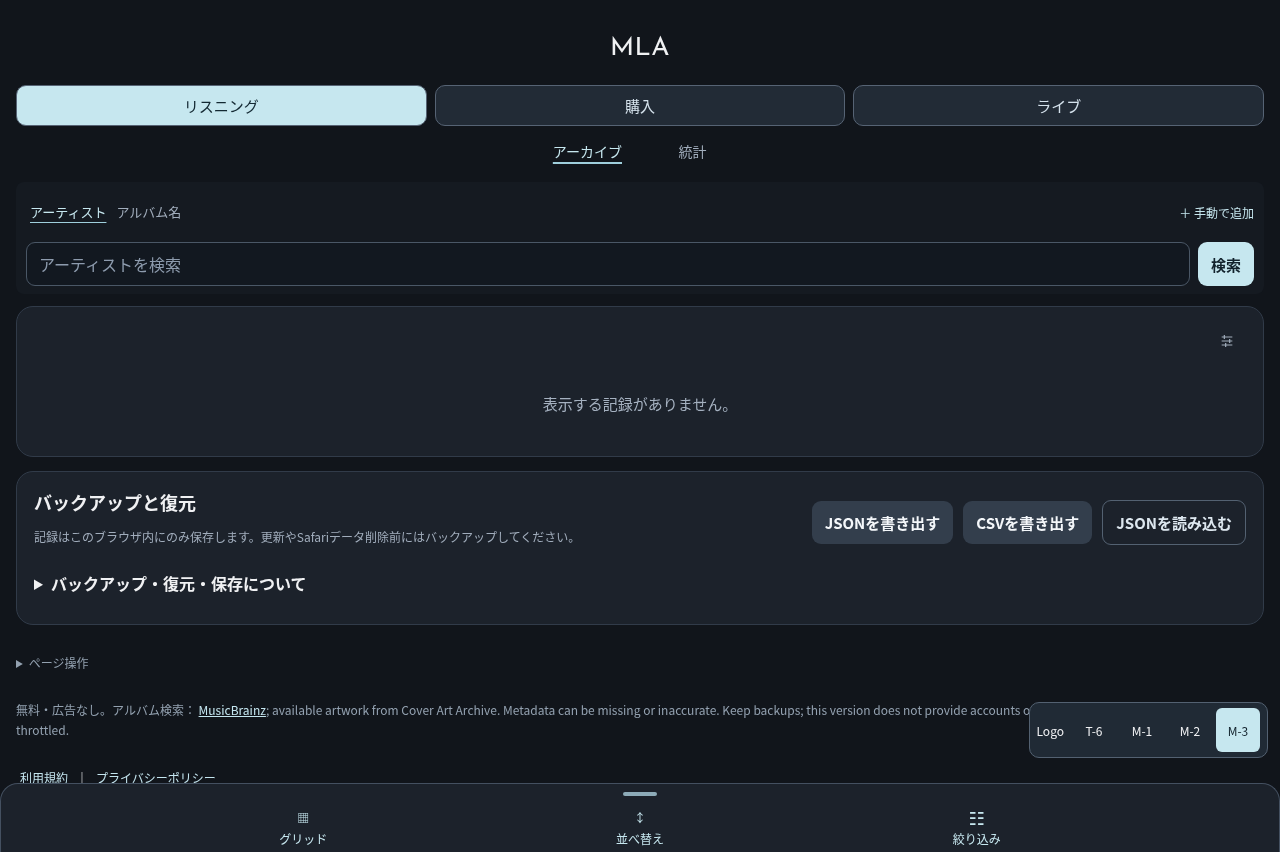 MLA
リスニング 購入 ライブ
アーカイブ 統計
アーティスト アルバム名 ＋ 手動で追加
アーティストを検索 検索
表示する記録がありません。
バックアップと復元
記録はこのブラウザ内にのみ保存します。更新やSafariデータ削除前にはバックアップしてください。
JSONを書き出す CSVを書き出す JSONを読み込む
▶ バックアップ・復元・保存について
▶ ページ操作
無料・広告なし。アルバム検索： MusicBrainz; available artwork from Cover Art Archive. Metadata can be missing or inaccurate. Keep backups; this version does not provide accounts
throttled.
Logo T-6 M-1 M-2 M-3
利用規約 | プライバシーポリシー
グリッド 並べ替え 絞り込み